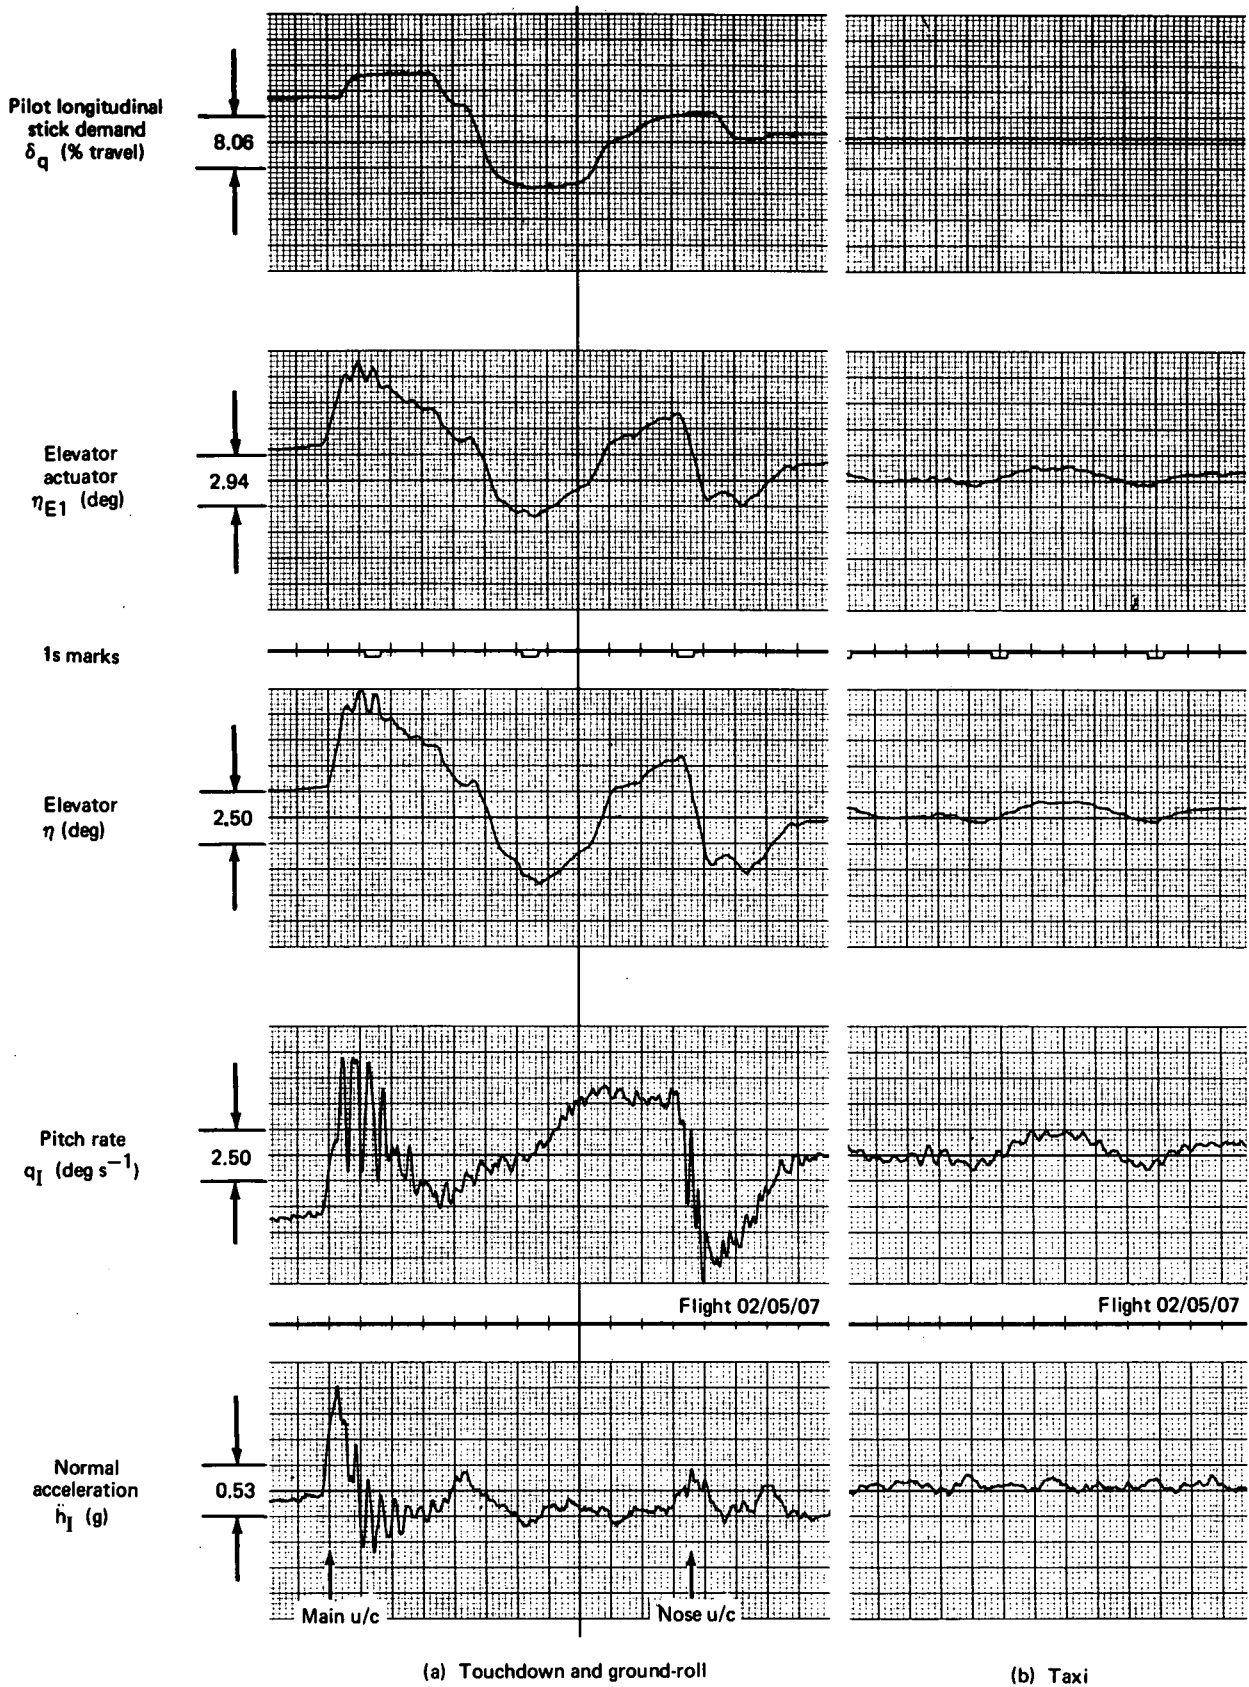 Pilot longitudinal
stick demand
δq (% travel)
8.06
Elevator
actuator
ηE1 (deg)
2.94
1s marks
Elevator
η (deg)
2.50
Pitch rate
qI (deg s−1)
2.50
Flight 02/05/07
Flight 02/05/07
Normal
acceleration
ḧI (g)
0.53
Main u/c
Nose u/c
(a) Touchdown and ground-roll
(b) Taxi